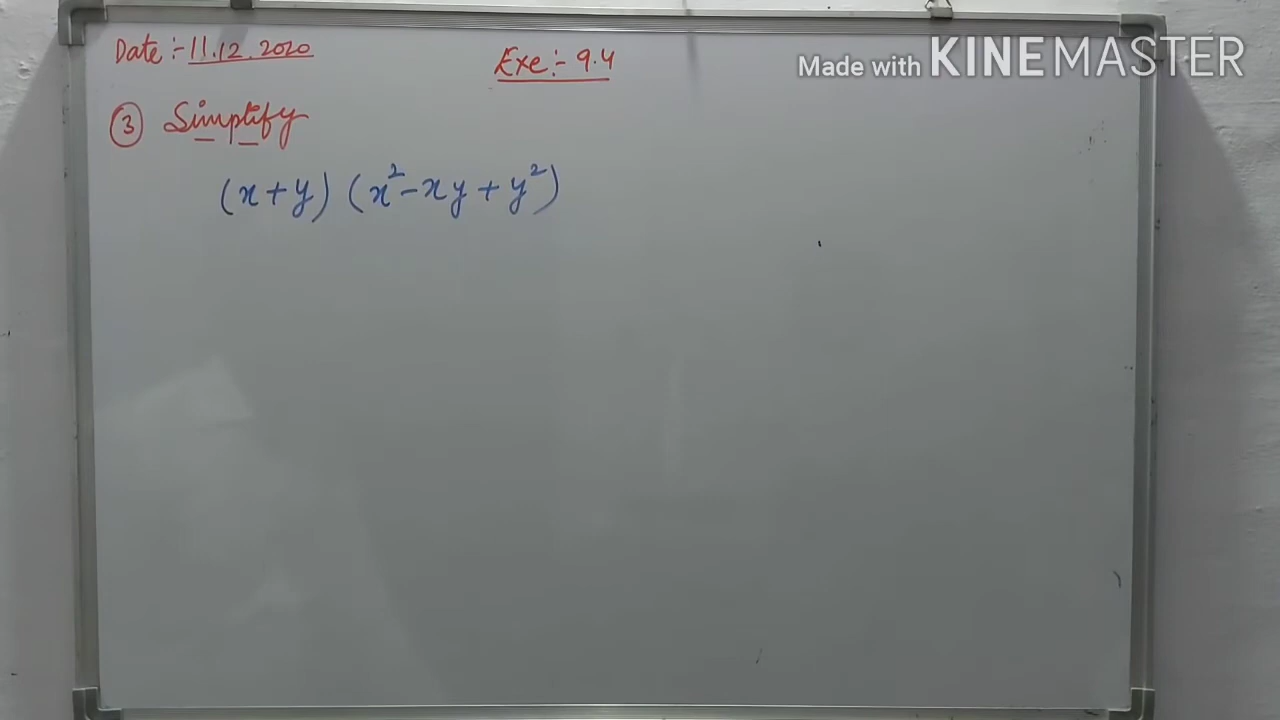 Date :- 11.12.2020
Exe:- 9.4
Made with KINEMASTER
③ Simplify
(x+y) (x²-xy+y²)